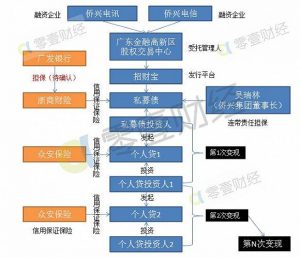 融资企业
侨兴电讯
侨兴电信
融资企业
广东金融高新区
股权交易中心
受托管理人
广发银行
招财宝
发行平台
担保(待确认)
浙商财险
信用保证保险
私募债
吴瑞林
(侨兴集团董事长)
私募债投资人
连带责任担保
发起
众安保险
信用保证保险
个人贷1
第1次变现
投资
个人贷投资人1
发起
众安保险
个人贷2
第2次变现
信用保证保险
投资
个人贷投资人2
第N次变现
零壹财经
零壹财经
零壹财经